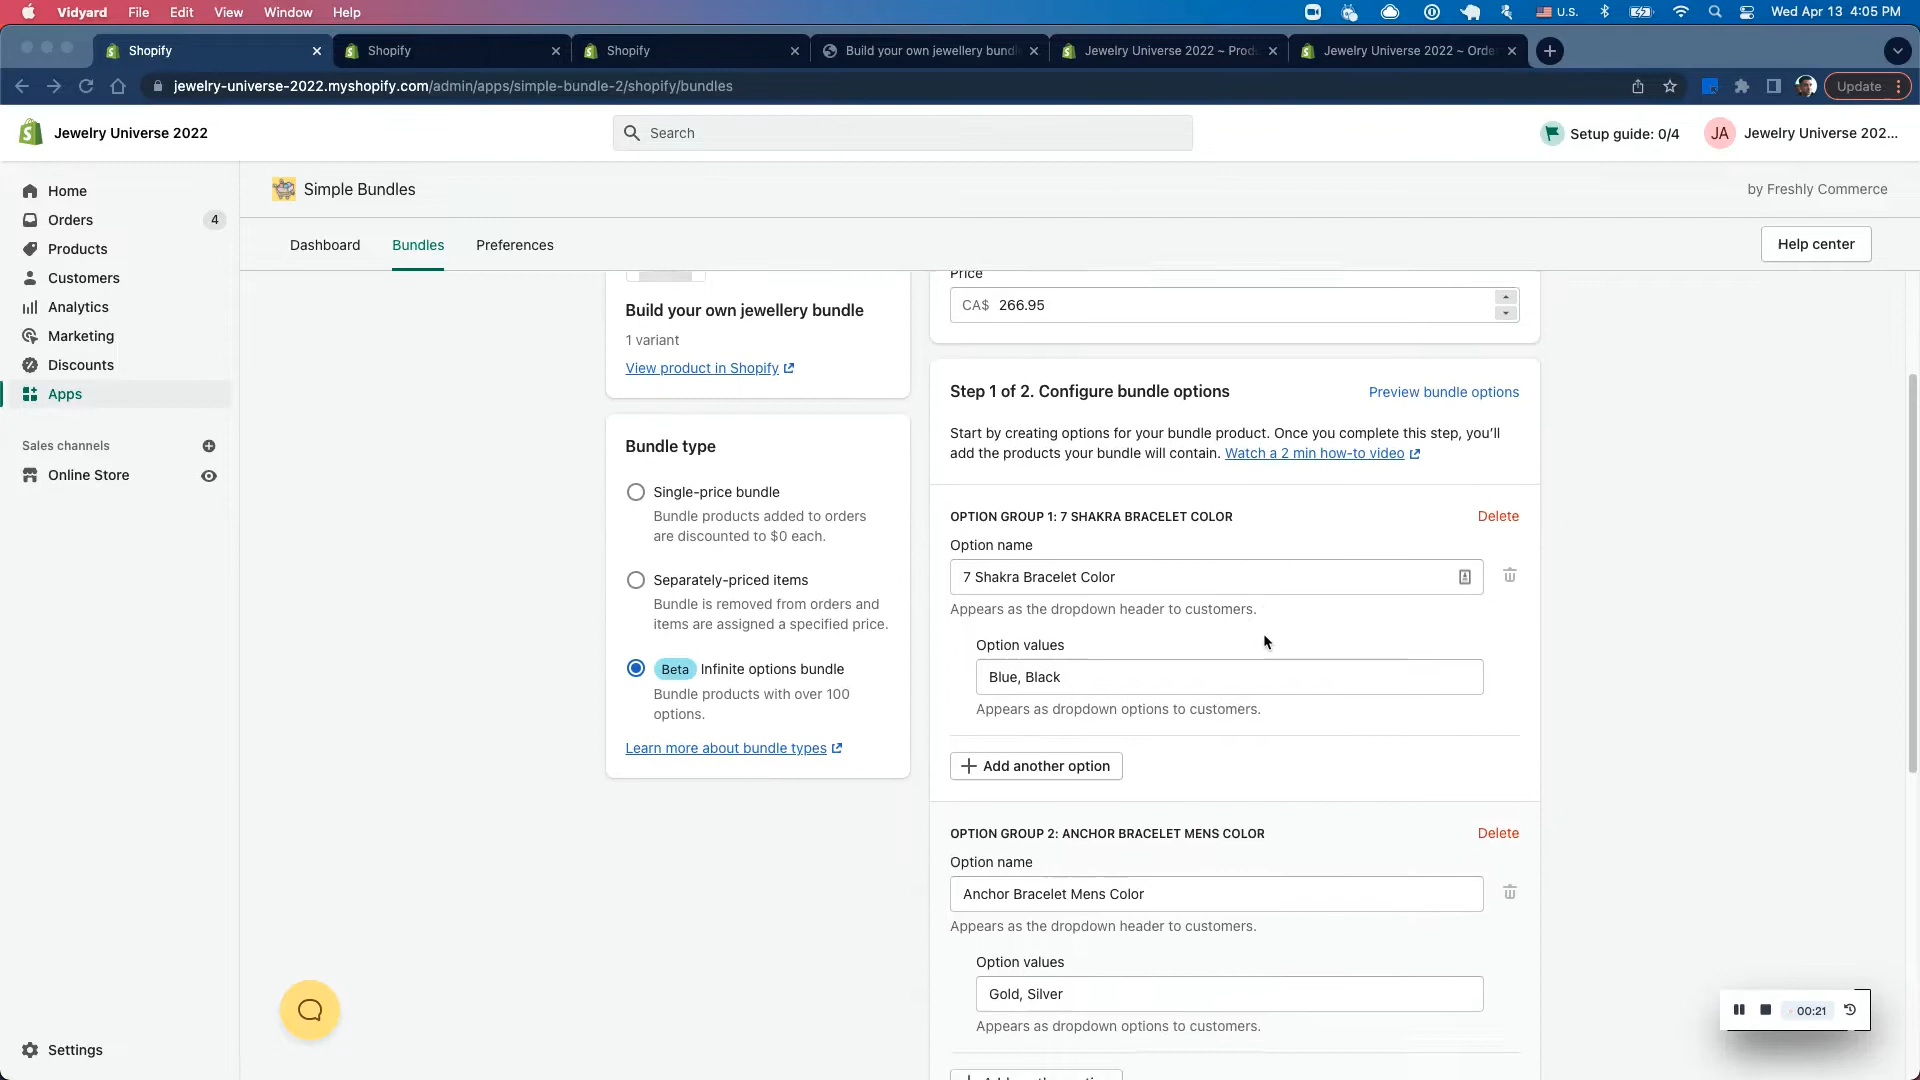 Vidyard File Edit View Window Help
U.S.
Wed Apr 13 4:05 PM
Shopify
Shopify
Shopify
Build your own jewellery bundl
Jewelry Universe 2022 ~ Prod
Jewelry Universe 2022 ~ Orde
jewelry-universe-2022.myshopify.com/admin/apps/simple-bundle-2/shopify/bundles
Update
Jewelry Universe 2022
Search
Setup guide: 0/4
JA
Jewelry Universe 202...
Home
Orders
4
Products
Customers
Analytics
Marketing
Discounts
Apps
Sales channels
Online Store
Settings
Simple Bundles
by Freshly Commerce
Dashboard
Bundles
Preferences
Help center
Build your own jewellery bundle
1 variant
View product in Shopify
Bundle type
Single-price bundle
Bundle products added to orders
are discounted to $0 each.
Separately-priced items
Bundle is removed from orders and
items are assigned a specified price.
Beta Infinite options bundle
Bundle products with over 100
options.
Learn more about bundle types
Price
CA$ 266.95
Step 1 of 2. Configure bundle options
Preview bundle options
Start by creating options for your bundle product. Once you complete this step, you'll
add the products your bundle will contain. Watch a 2 min how-to video
OPTION GROUP 1: 7 SHAKRA BRACELET COLOR
Delete
Option name
7 Shakra Bracelet Color
Appears as the dropdown header to customers.
Option values
Blue, Black
Appears as dropdown options to customers.
Add another option
OPTION GROUP 2: ANCHOR BRACELET MENS COLOR
Delete
Option name
Anchor Bracelet Mens Color
Appears as the dropdown header to customers.
Option values
Gold, Silver
Appears as dropdown options to customers.
00:21